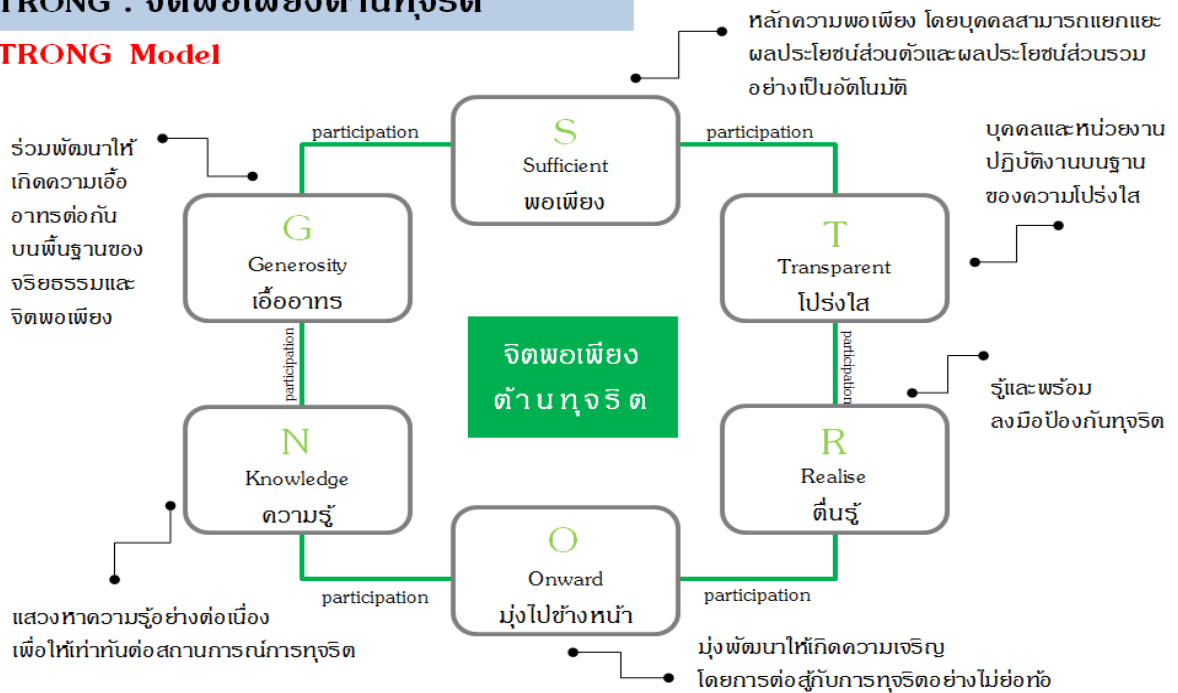 TRONG : จิตพอเพียงต้านทุจริต
TRONG Model
หลักความพอเพียง โดยบุคคลสามารถแยกแยะ
ผลประโยชน์ส่วนตัวและผลประโยชน์ส่วนรวม
อย่างเป็นอัตโนมัติ
ร่วมพัฒนาให้
เกิดความเอื้อ
อาทรต่อกัน
บนพื้นฐานของ
จริยธรรมและ
จิตพอเพียง
participation
S
Sufficient
พอเพียง
participation
บุคคลและหน่วยงาน
ปฏิบัติงานบนฐาน
ของความโปร่งใส
G
Generosity
เอื้ออาทร
T
Transparent
โปร่งใส
participation
จิตพอเพียง
ต้านทุจริต
participation
รู้และพร้อม
ลงมือป้องกันทุจริต
N
Knowledge
ความรู้
R
Realise
ตื่นรู้
O
Onward
มุ่งไปข้างหน้า
participation
participation
แสวงหาความรู้อย่างต่อเนื่อง
เพื่อให้เท่าทันต่อสถานการณ์การทุจริต
มุ่งพัฒนาให้เกิดความเจริญ
โดยการต่อสู้กับการทุจริตอย่างไม่ย่อท้อ